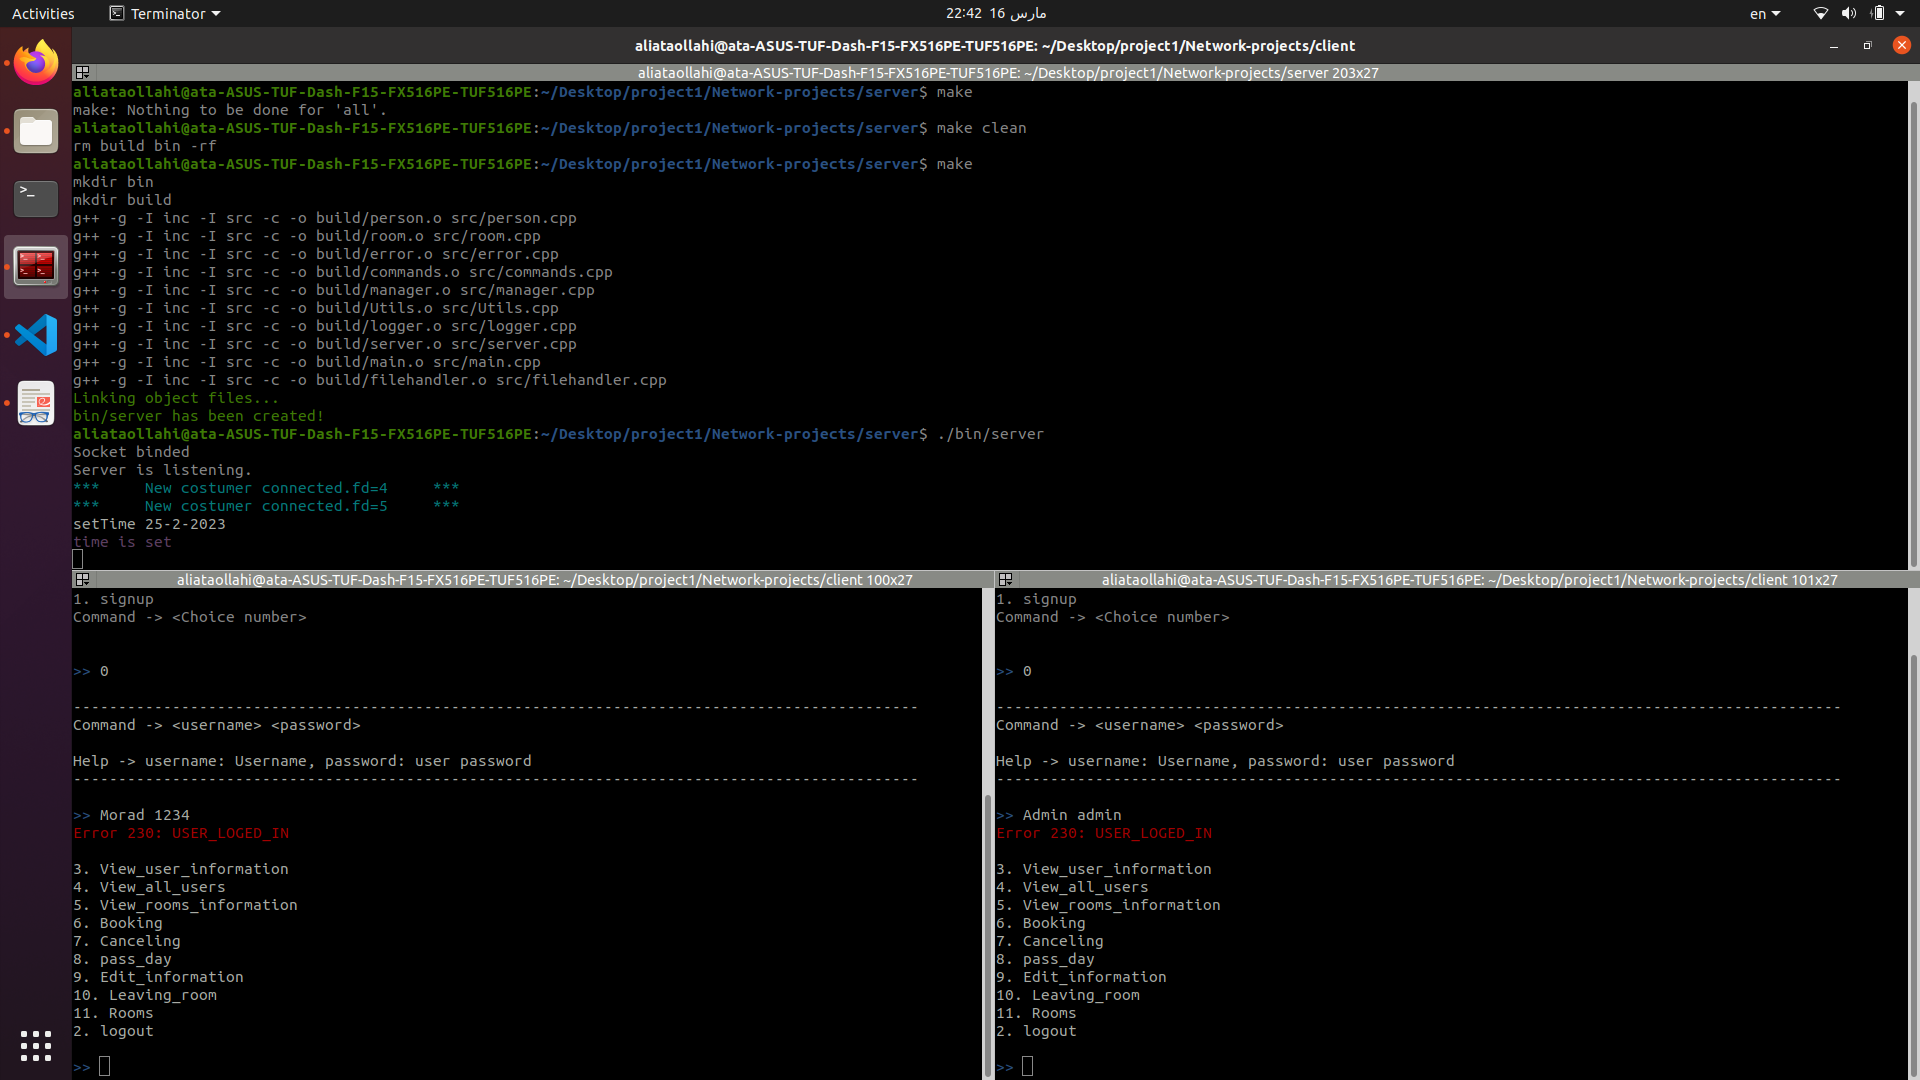 Activities
Terminator
22:42 16 مارس
en
aliataollahi@ata-ASUS-TUF-Dash-F15-FX516PE-TUF516PE: ~/Desktop/project1/Network-projects/client
aliataollahi@ata-ASUS-TUF-Dash-F15-FX516PE-TUF516PE: ~/Desktop/project1/Network-projects/server 203x27
aliataollahi@ata-ASUS-TUF-Dash-F15-FX516PE-TUF516PE:~/Desktop/project1/Network-projects/server$ make
make: Nothing to be done for 'all'.
aliataollahi@ata-ASUS-TUF-Dash-F15-FX516PE-TUF516PE:~/Desktop/project1/Network-projects/server$ make clean
rm build bin -rf
aliataollahi@ata-ASUS-TUF-Dash-F15-FX516PE-TUF516PE:~/Desktop/project1/Network-projects/server$ make
mkdir bin
mkdir build
g++ -g -I inc -I src -c -o build/person.o src/person.cpp
g++ -g -I inc -I src -c -o build/room.o src/room.cpp
g++ -g -I inc -I src -c -o build/error.o src/error.cpp
g++ -g -I inc -I src -c -o build/commands.o src/commands.cpp
g++ -g -I inc -I src -c -o build/manager.o src/manager.cpp
g++ -g -I inc -I src -c -o build/Utils.o src/Utils.cpp
g++ -g -I inc -I src -c -o build/logger.o src/logger.cpp
g++ -g -I inc -I src -c -o build/server.o src/server.cpp
g++ -g -I inc -I src -c -o build/main.o src/main.cpp
g++ -g -I inc -I src -c -o build/filehandler.o src/filehandler.cpp
Linking object files...
bin/server has been created!
aliataollahi@ata-ASUS-TUF-Dash-F15-FX516PE-TUF516PE:~/Desktop/project1/Network-projects/server$ ./bin/server
Socket binded
Server is listening.
*** New costumer connected.fd=4 ***
*** New costumer connected.fd=5 ***
setTime 25-2-2023
time is set
aliataollahi@ata-ASUS-TUF-Dash-F15-FX516PE-TUF516PE: ~/Desktop/project1/Network-projects/client 100x27
1. signup
Command -> <Choice number>
>> 0
----------------------------------------------------------------------------------------------
Command -> <username> <password>
Help -> username: Username, password: user password
----------------------------------------------------------------------------------------------
>> Morad 1234
Error 230: USER_LOGED_IN
3. View_user_information
4. View_all_users
5. View_rooms_information
6. Booking
7. Canceling
8. pass_day
9. Edit_information
10. Leaving_room
11. Rooms
2. logout
>>
aliataollahi@ata-ASUS-TUF-Dash-F15-FX516PE-TUF516PE: ~/Desktop/project1/Network-projects/client 101x27
1. signup
Command -> <Choice number>
>> 0
----------------------------------------------------------------------------------------------
Command -> <username> <password>
Help -> username: Username, password: user password
----------------------------------------------------------------------------------------------
>> Admin admin
Error 230: USER_LOGED_IN
3. View_user_information
4. View_all_users
5. View_rooms_information
6. Booking
7. Canceling
8. pass_day
9. Edit_information
10. Leaving_room
11. Rooms
2. logout
>>